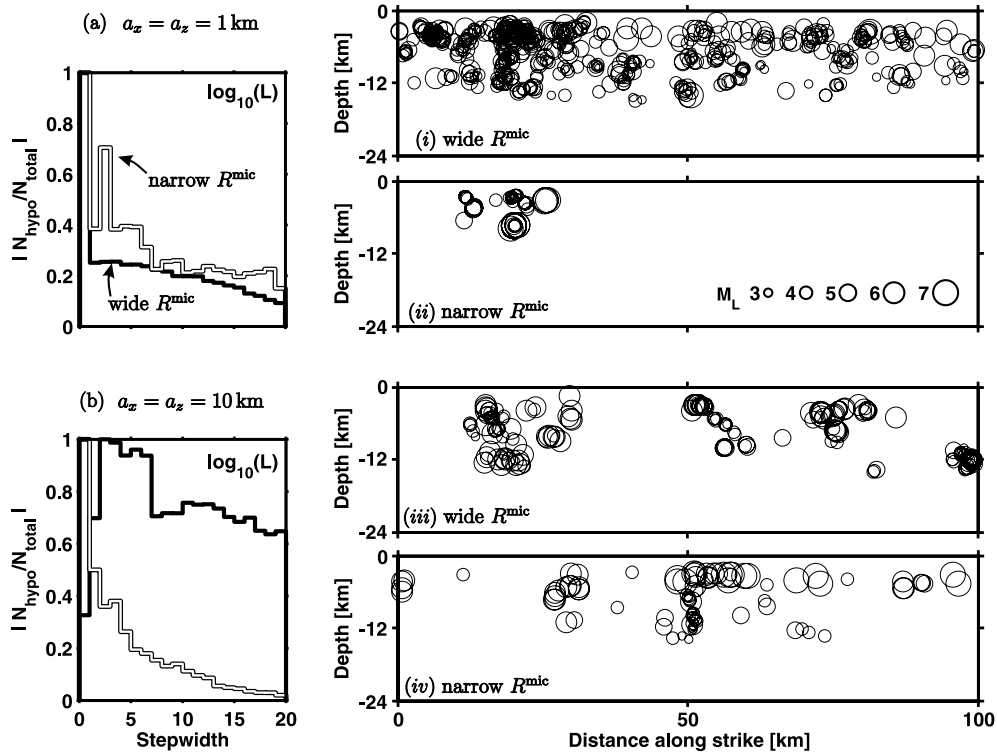 (a) a_x = a_z = 1 km
1
0.8
0.6
0.4
0.2
0
| N_hypo/N_total |
log_10(L)
narrow R^mic
wide R^mic
0
-12
-24
Depth [km]
(i) wide R^mic
0
-12
-24
Depth [km]
(ii) narrow R^mic
M_L 3 4 5 6 7
(b) a_x = a_z = 10 km
1
0.8
0.6
0.4
0.2
0
| N_hypo/N_total |
log_10(L)
0 5 10 15 20
Stepwidth
0
-12
-24
Depth [km]
(iii) wide R^mic
0
-12
-24
Depth [km]
(iv) narrow R^mic
0 50 100
Distance along strike [km]